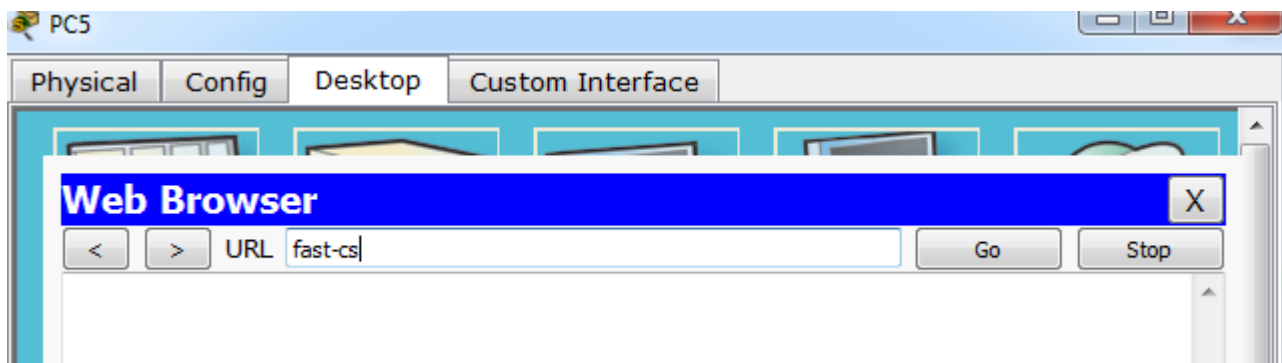 PC5
X
Physical Config Desktop Custom Interface
Web Browser X
< > URL fast-cs Go Stop